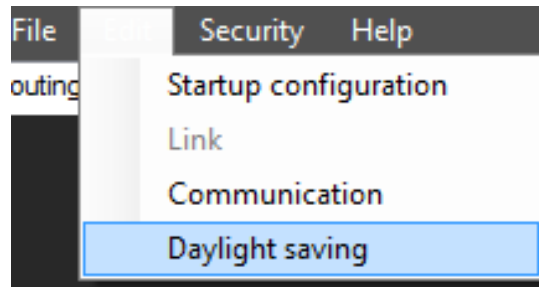 File Edit Security Help
outing
Startup configuration
Link
Communication
Daylight saving